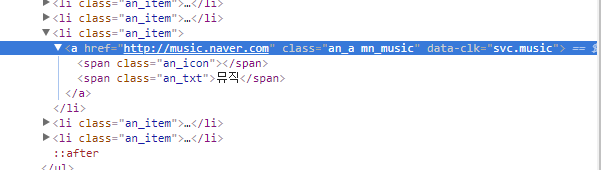 <li class="an_item">…</li>
<li class="an_item">…</li>
<li class="an_item">
<a href="http://music.naver.com" class="an_a mn_music" data-clk="svc.music"> ==
<span class="an_icon"></span>
<span class="an_txt">뮤직</span>
</a>
</li>
<li class="an_item">…</li>
<li class="an_item">…</li>
::after
</ul>